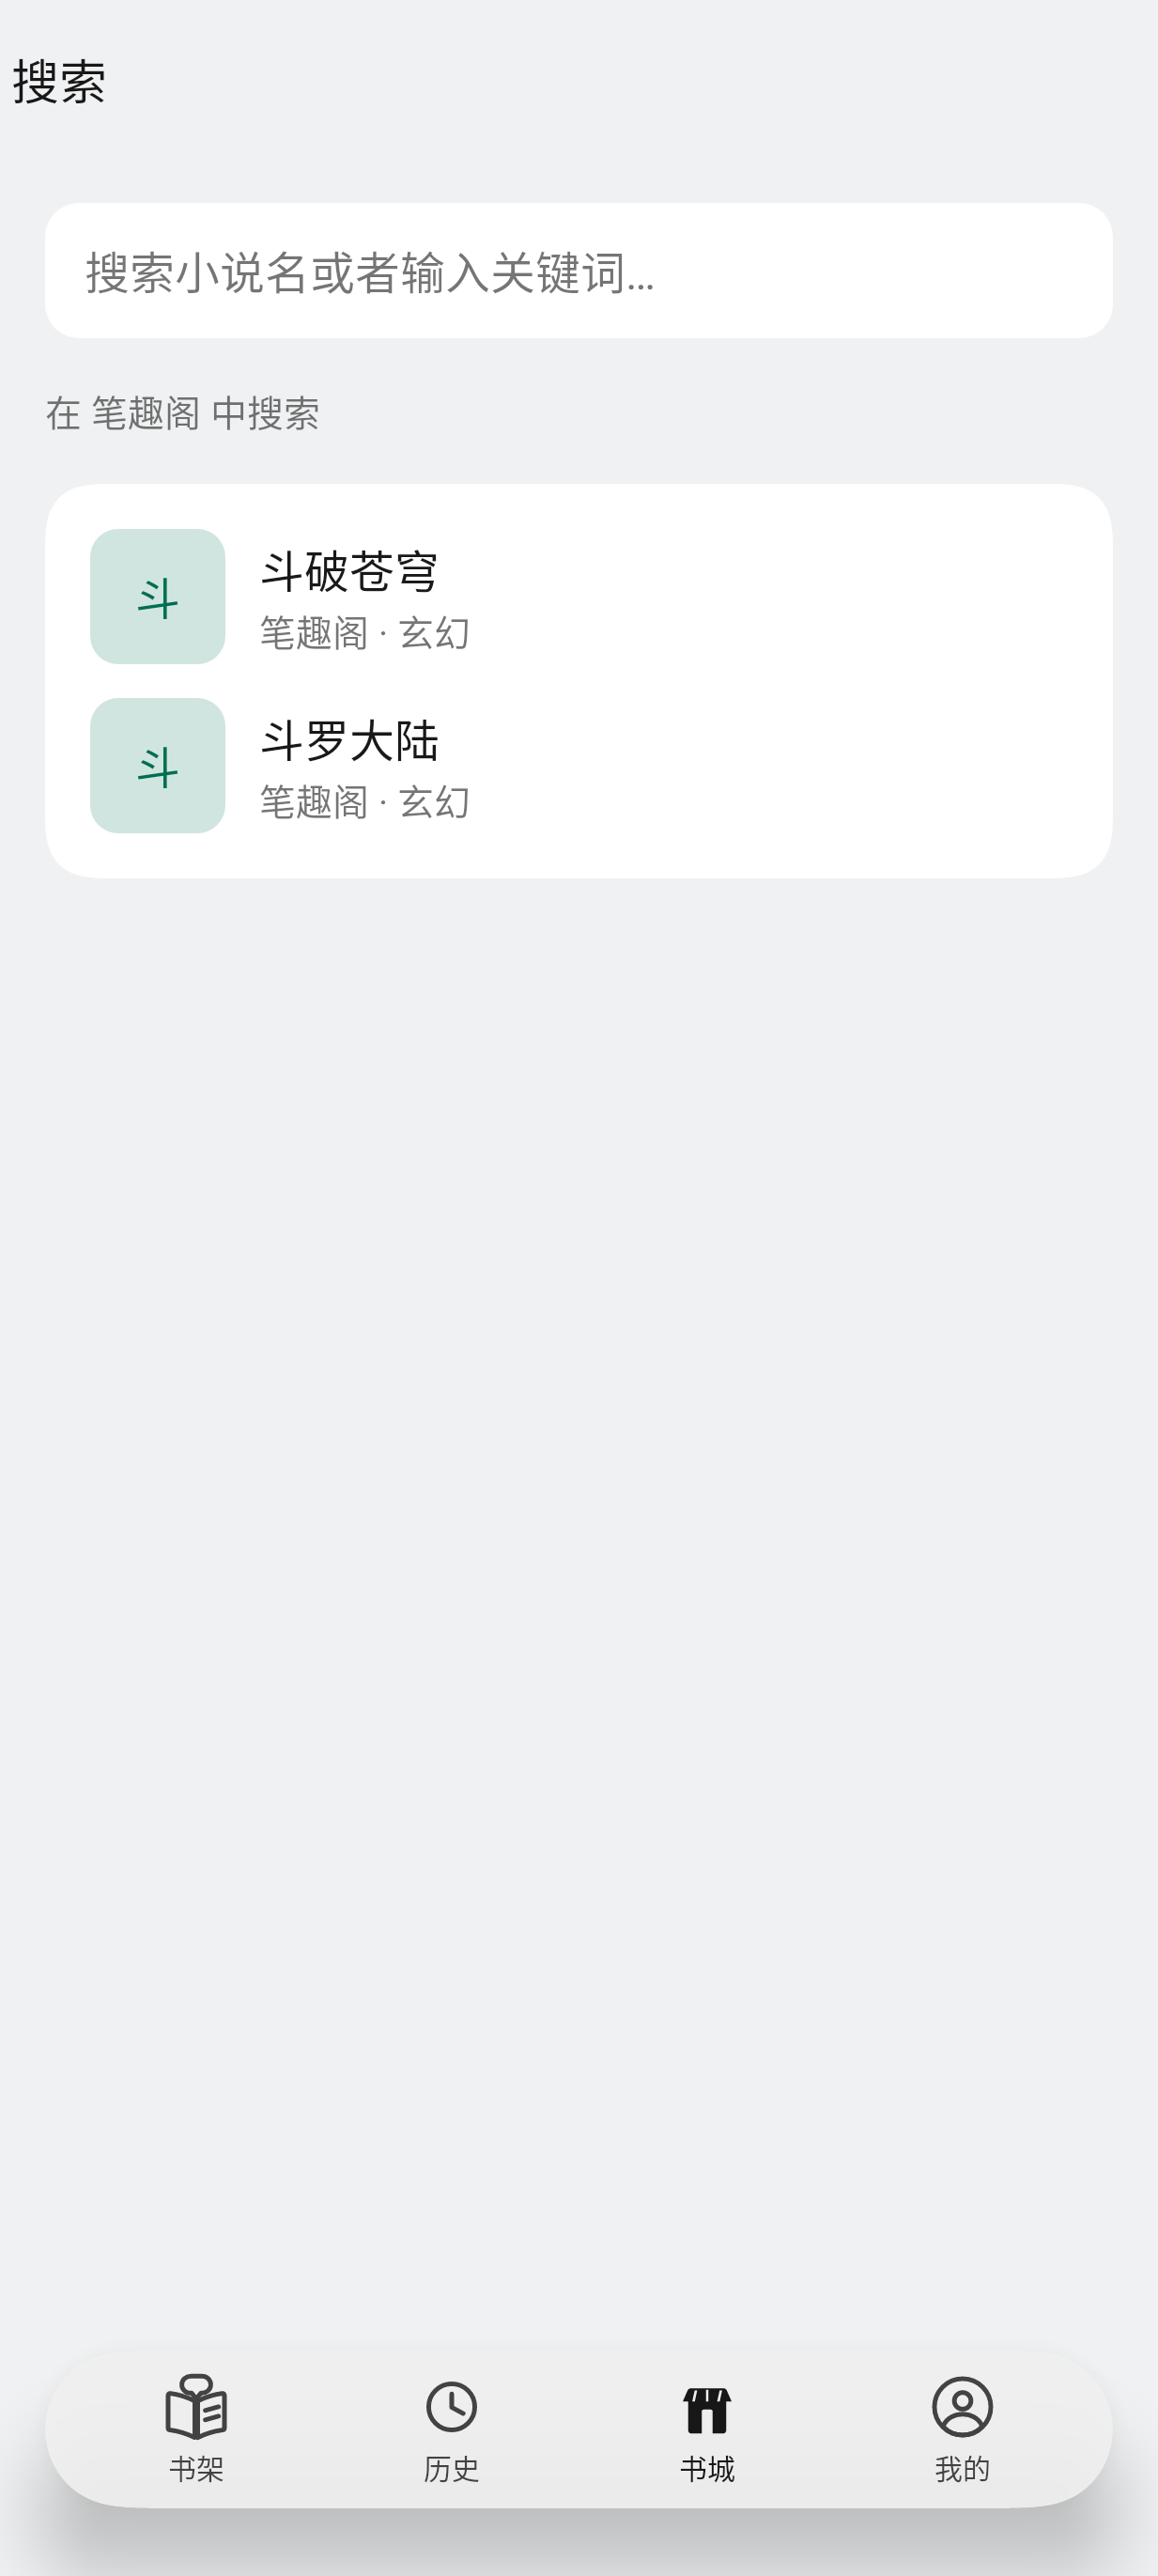 搜索
搜索小说名或者输入关键词...
在 笔趣阁 中搜索
斗
斗破苍穹
笔趣阁 · 玄幻
斗
斗罗大陆
笔趣阁 · 玄幻
书架 历史 书城 我的